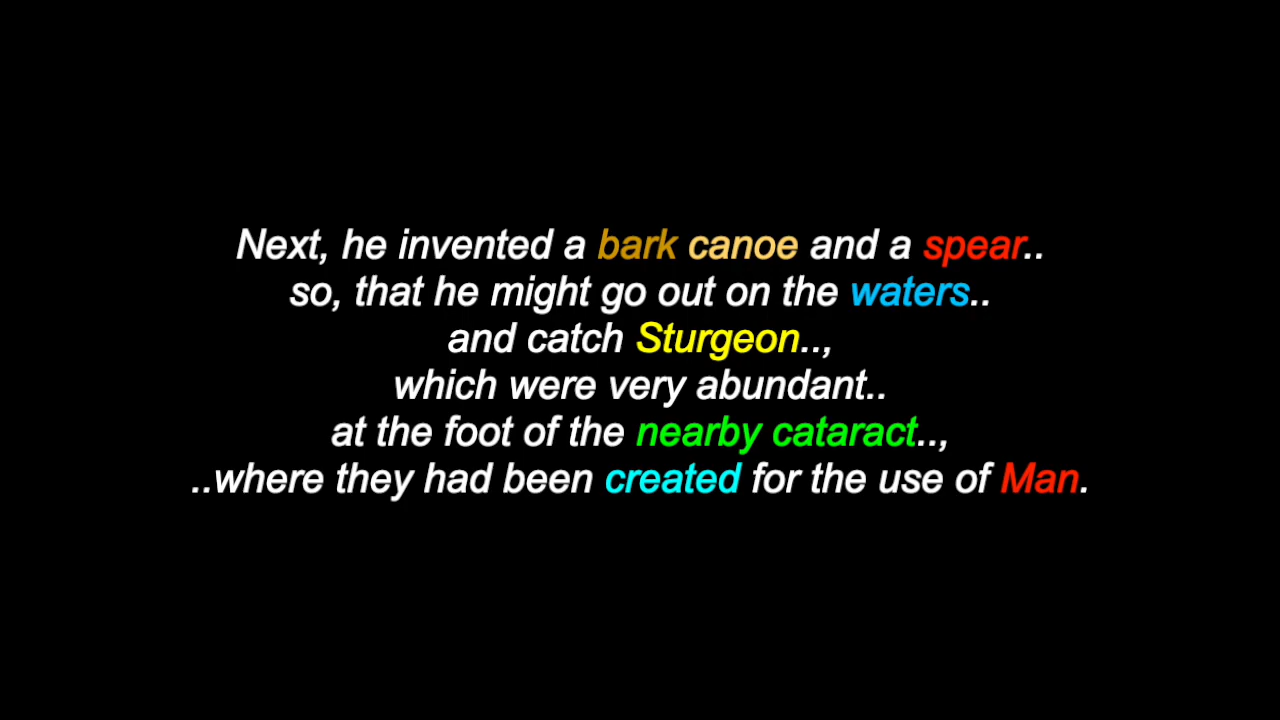 Next, he invented a bark canoe and a spear..
so, that he might go out on the waters..
and catch Sturgeon..,
which were very abundant..
at the foot of the nearby cataract..,
..where they had been created for the use of Man.